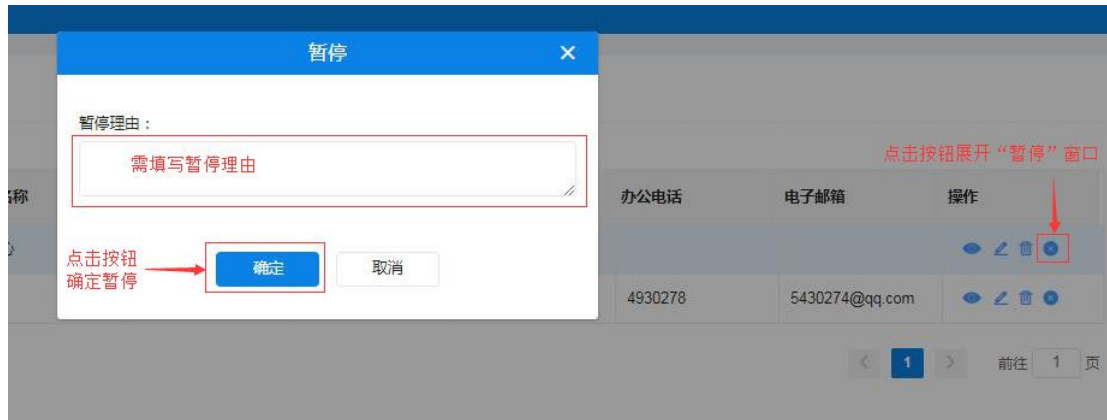 暂停
暂停理由：
需填写暂停理由
点击按钮展开“暂停”窗口
称
办公电话
电子邮箱
操作
点击按钮
确定暂停
确定
取消
4930278
5430274@qq.com
1
前往 1 页